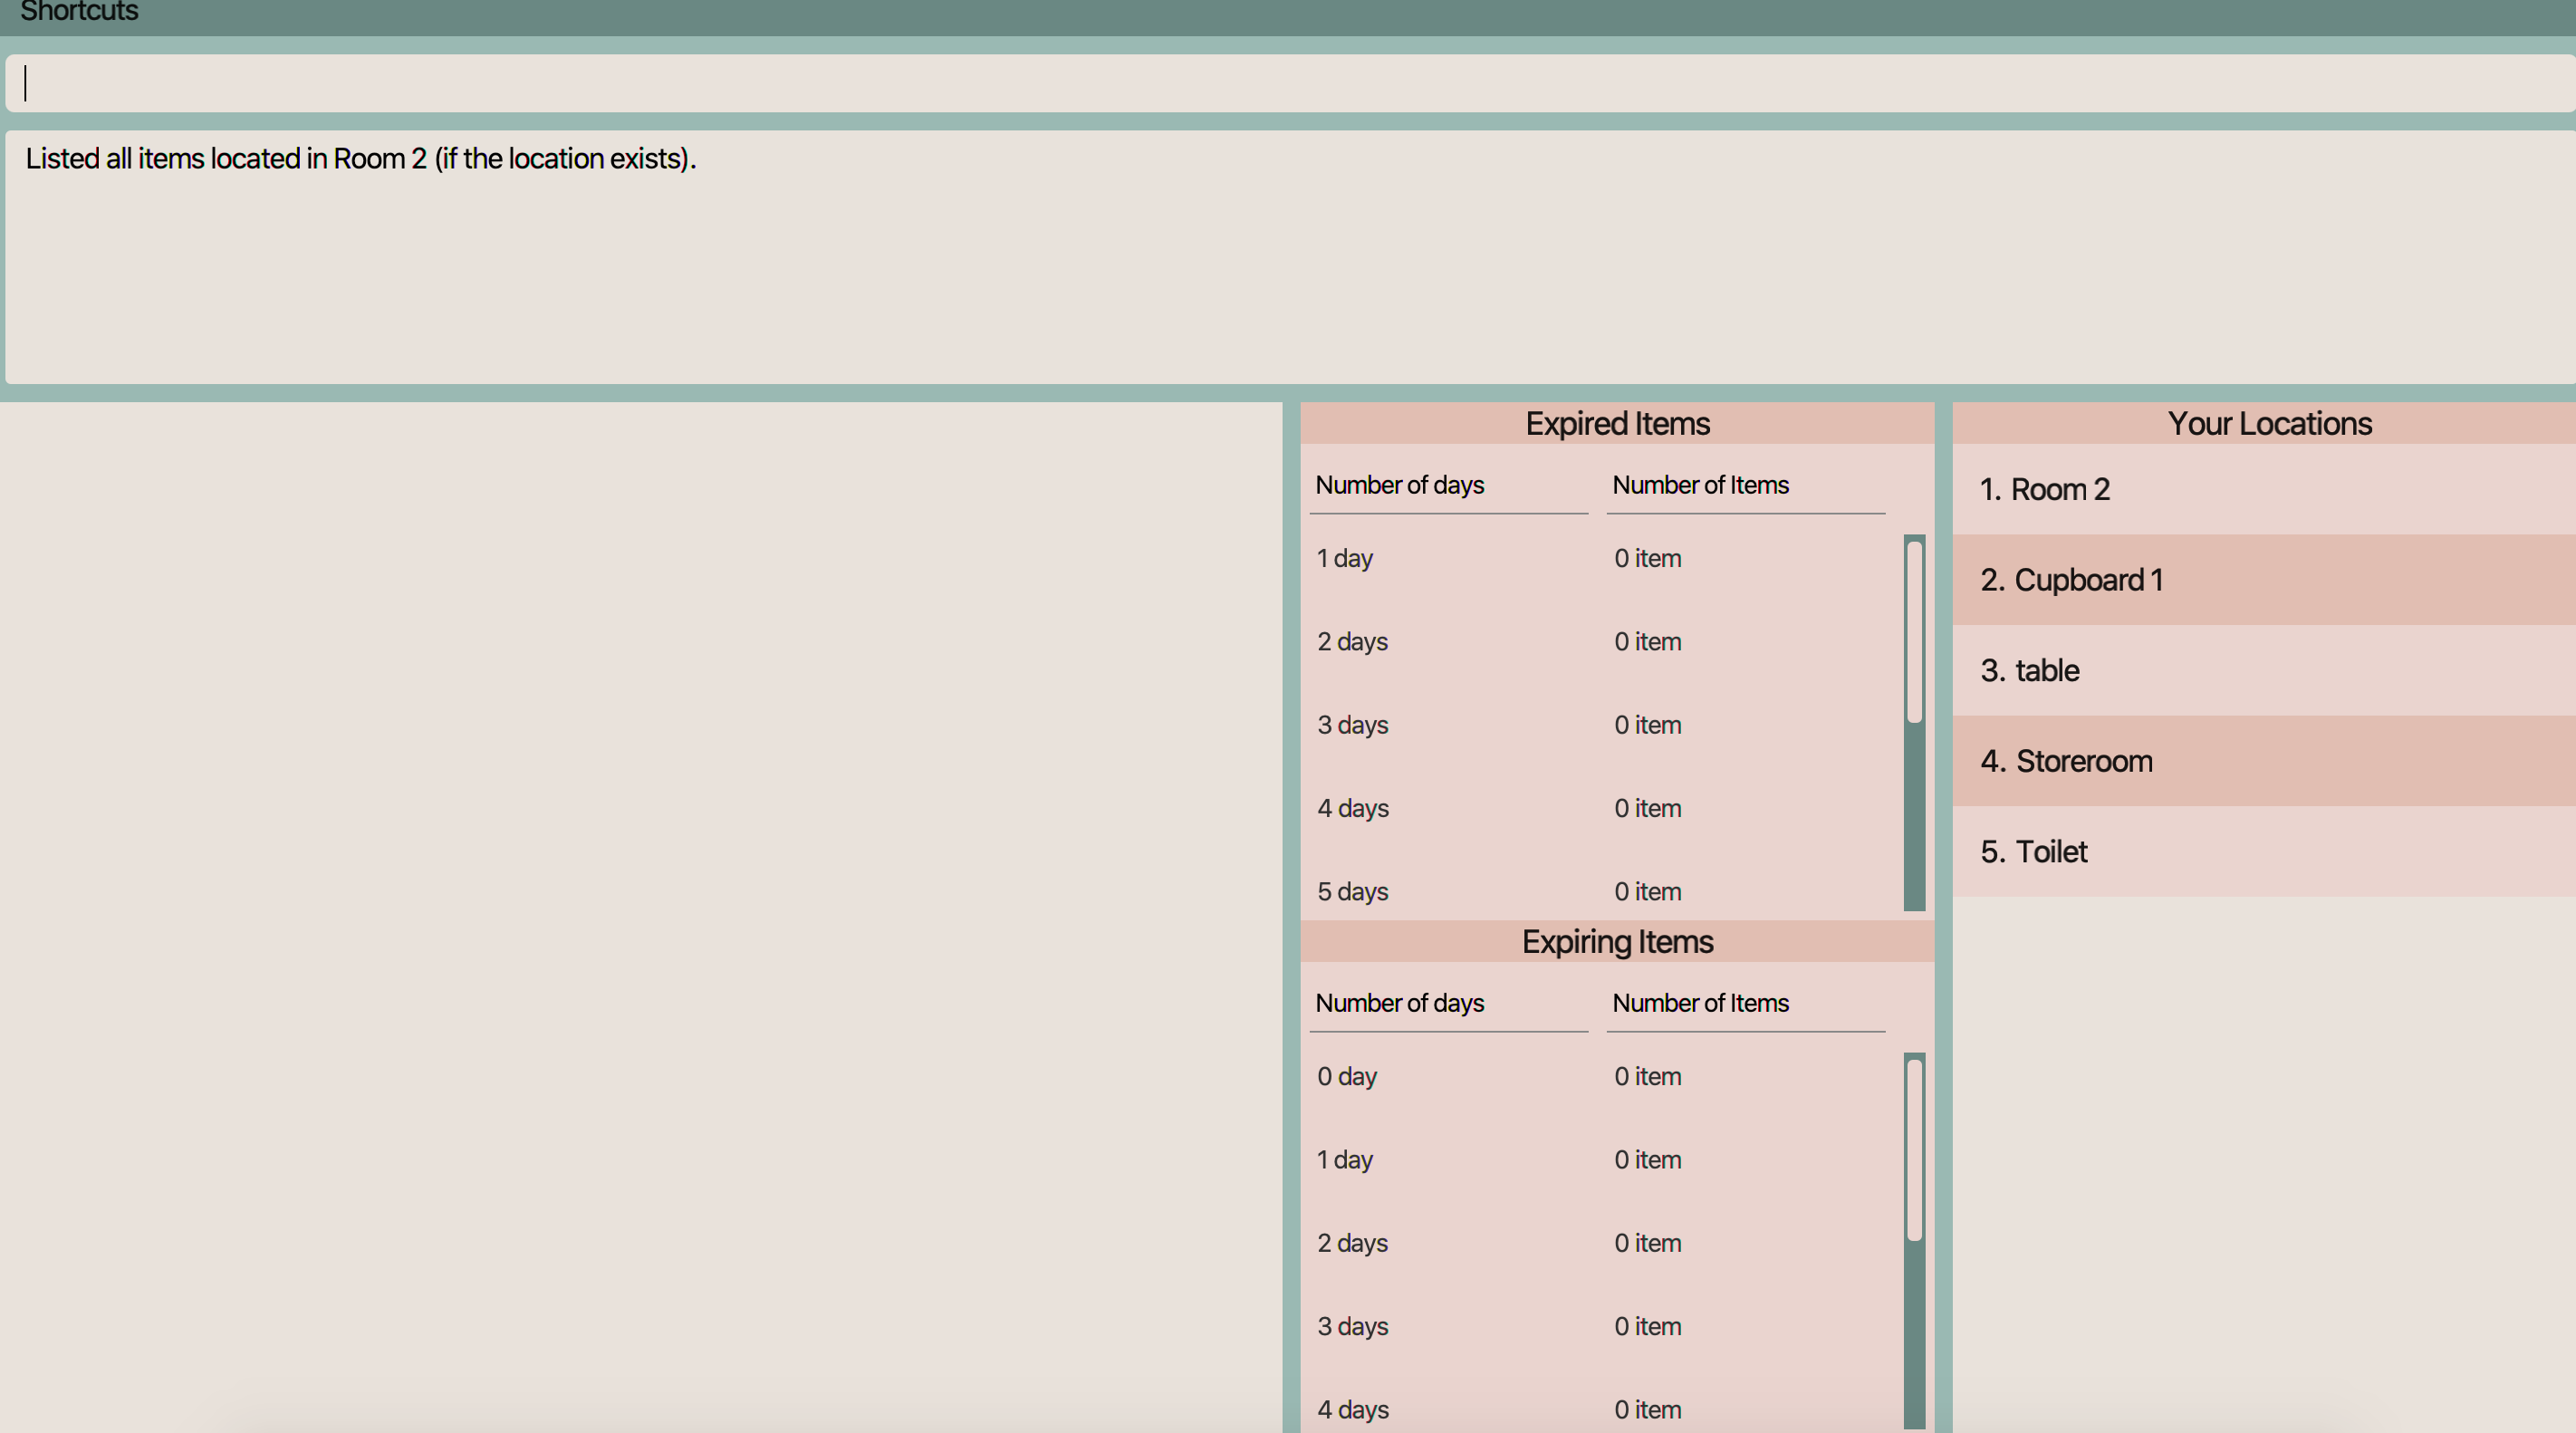 Shortcuts
Listed all items located in Room 2 (if the location exists).
Expired Items
Number of days Number of Items
1 day 0 item
2 days 0 item
3 days 0 item
4 days 0 item
5 days 0 item
Expiring Items
Number of days Number of Items
0 day 0 item
1 day 0 item
2 days 0 item
3 days 0 item
4 days 0 item
Your Locations
1. Room 2
2. Cupboard 1
3. table
4. Storeroom
5. Toilet